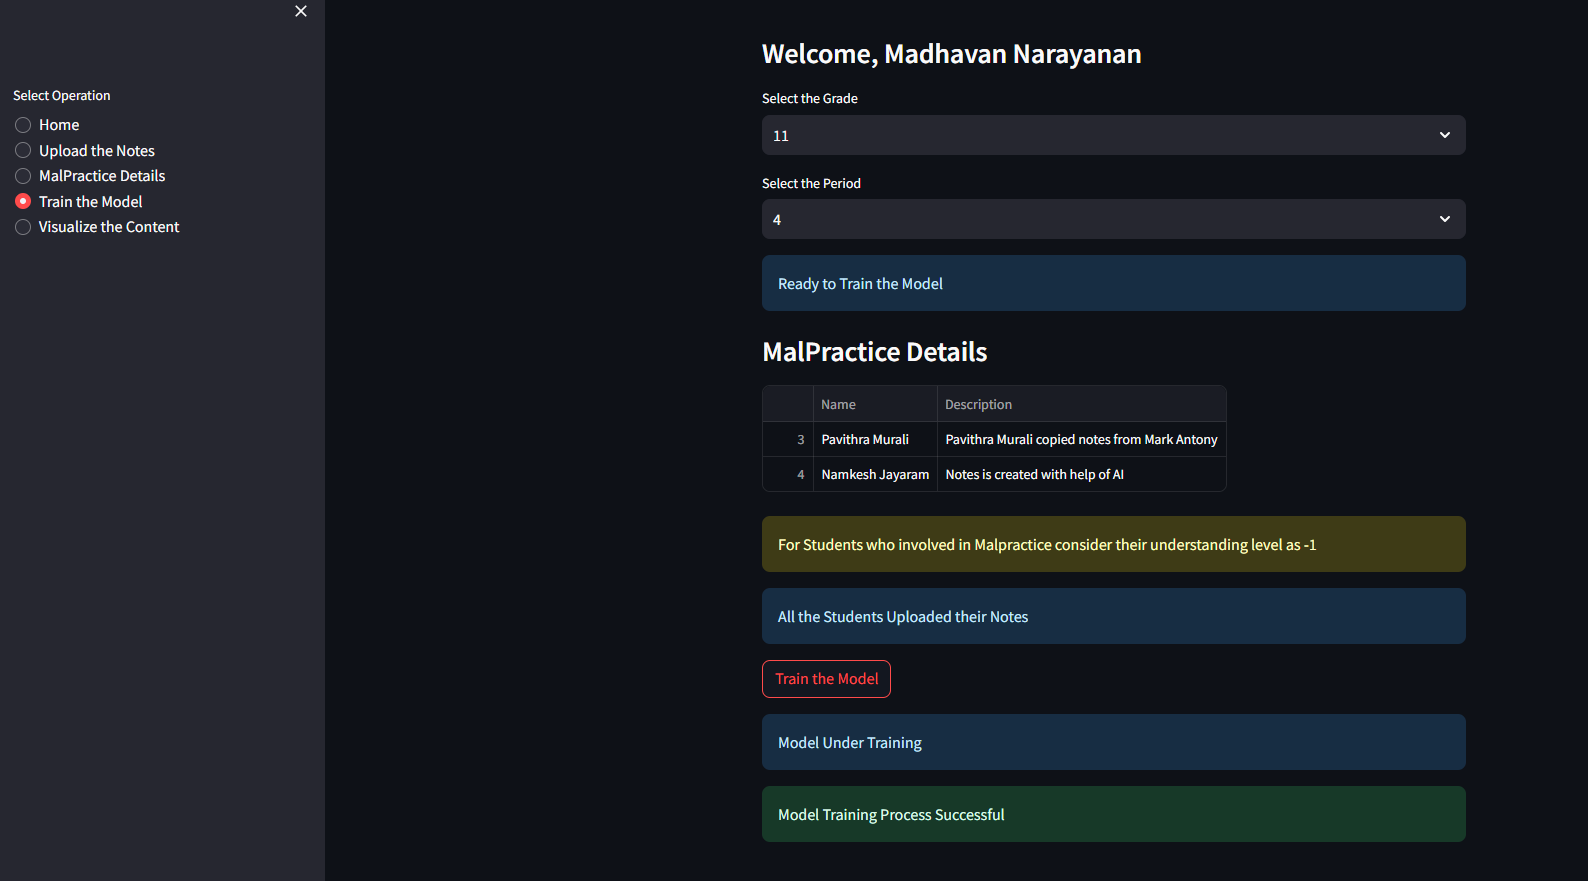 Select Operation
Home
Upload the Notes
MalPractice Details
Train the Model
Visualize the Content
Welcome, Madhavan Narayanan
Select the Grade
11
Select the Period
4
Ready to Train the Model
MalPractice Details
Name Description
3 Pavithra Murali Pavithra Murali copied notes from Mark Antony
4 Namkesh Jayaram Notes is created with help of AI
For Students who involved in Malpractice consider their understanding level as -1
All the Students Uploaded their Notes
Train the Model
Model Under Training
Model Training Process Successful